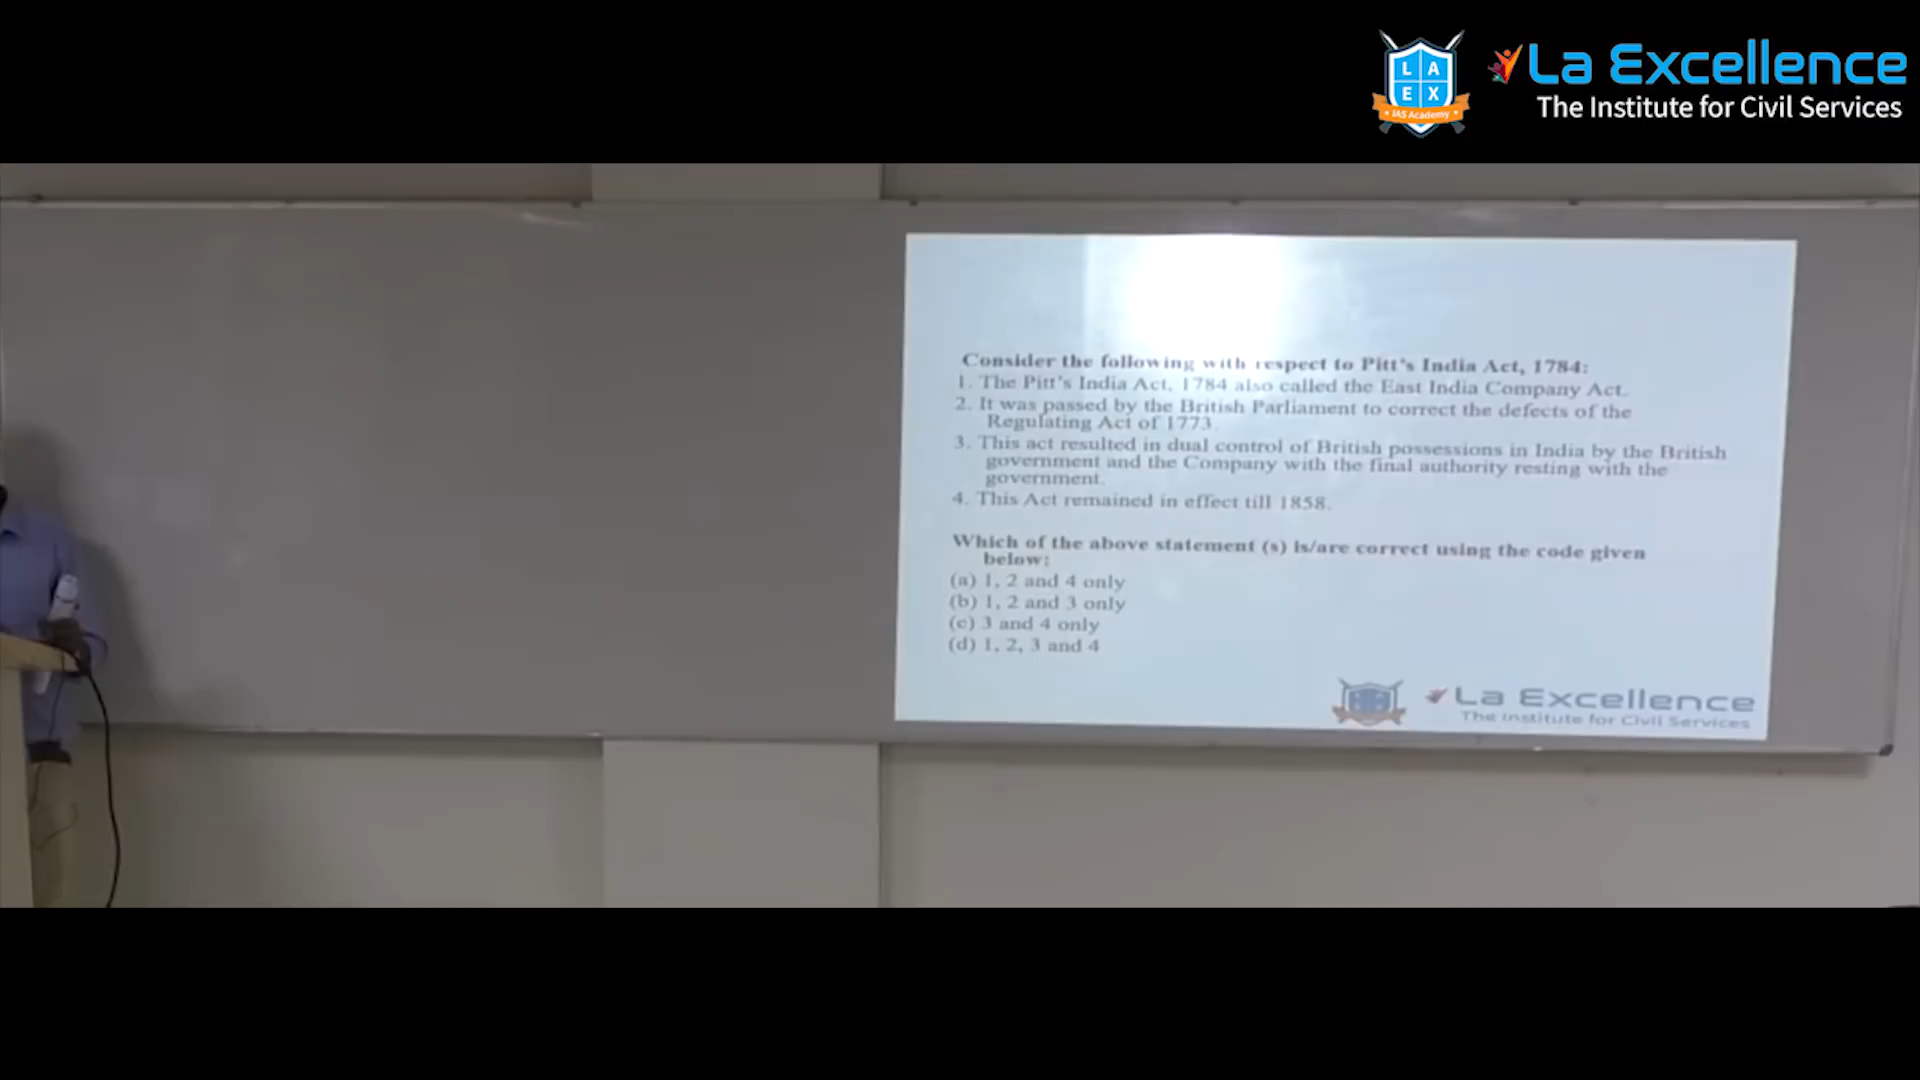 L A
E X
IAS Academy
La Excellence
The Institute for Civil Services
Consider the following with respect to Pitt's India Act, 1784:
1. The Pitt's India Act, 1784 also called the East India Company Act.
2. It was passed by the British Parliament to correct the defects of the
Regulating Act of 1773.
3. This act resulted in dual control of British possessions in India by the British
government and the Company with the final authority resting with the
government.
4. This Act remained in effect till 1858.
Which of the above statement (s) is/are correct using the code given
below:
(a) 1, 2 and 4 only
(b) 1, 2 and 3 only
(c) 3 and 4 only
(d) 1, 2, 3 and 4
La Excellence
The Institute for Civil Services